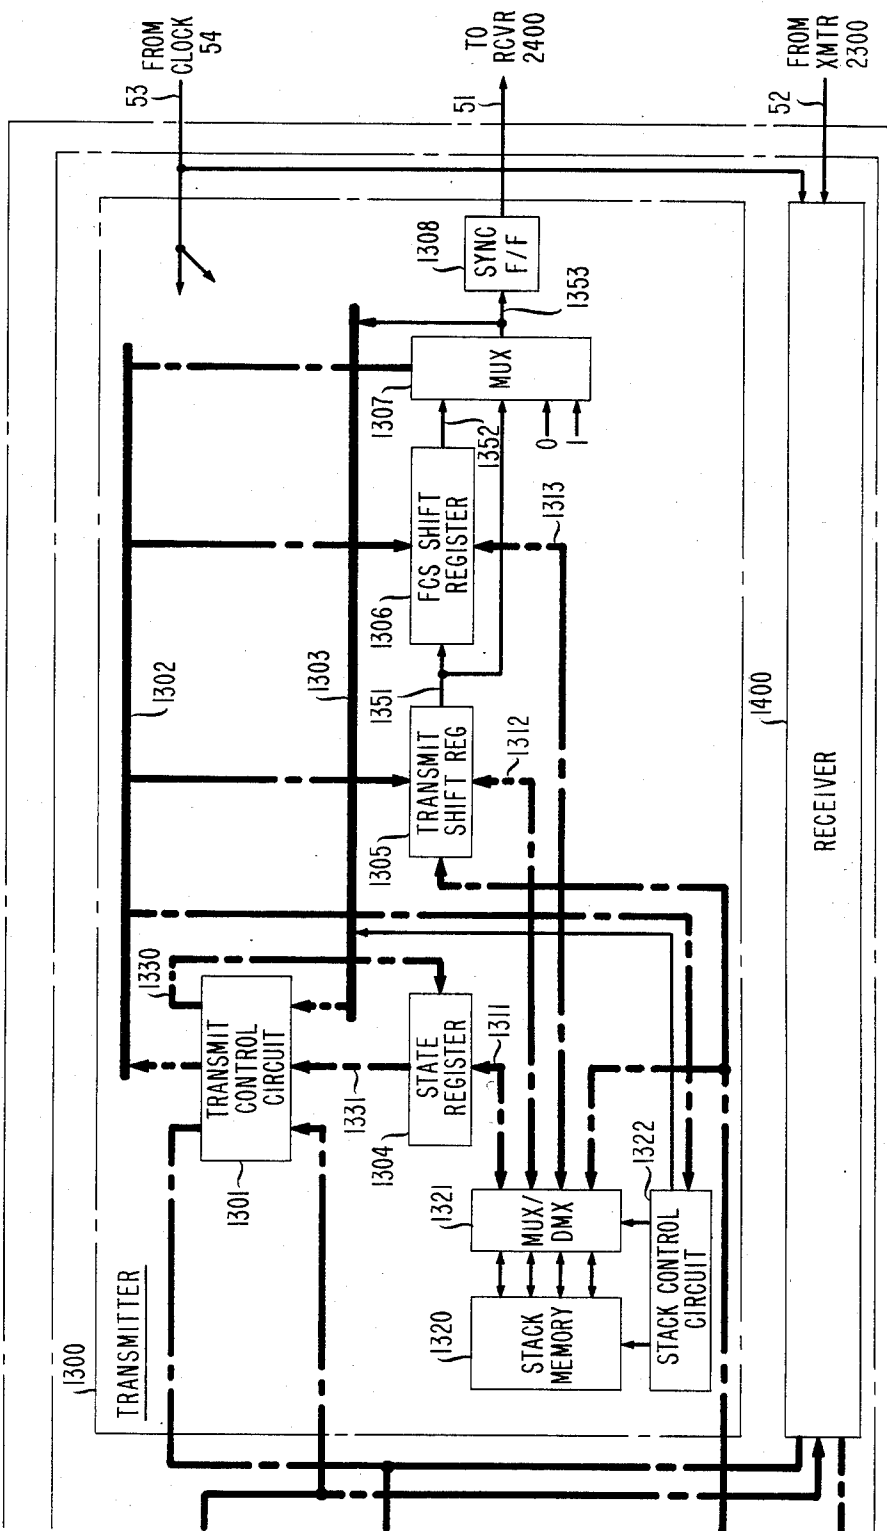 FROM
CLOCK
54
53
TO
RCVR
2400
51
FROM
XMTR
2300
52
1300
TRANSMITTER
1301
TRANSMIT
CONTROL
CIRCUIT
1330
1302
1303
1331
1304
STATE
REGISTER
1311
1305
TRANSMIT
SHIFT REG
1312
1351
1306
FCS SHIFT
REGISTER
1313
1352
1307
MUX
0
1
1353
1308
SYNC
F/F
1320
STACK
MEMORY
1321
MUX/
DMX
1322
STACK CONTROL
CIRCUIT
1400
RECEIVER